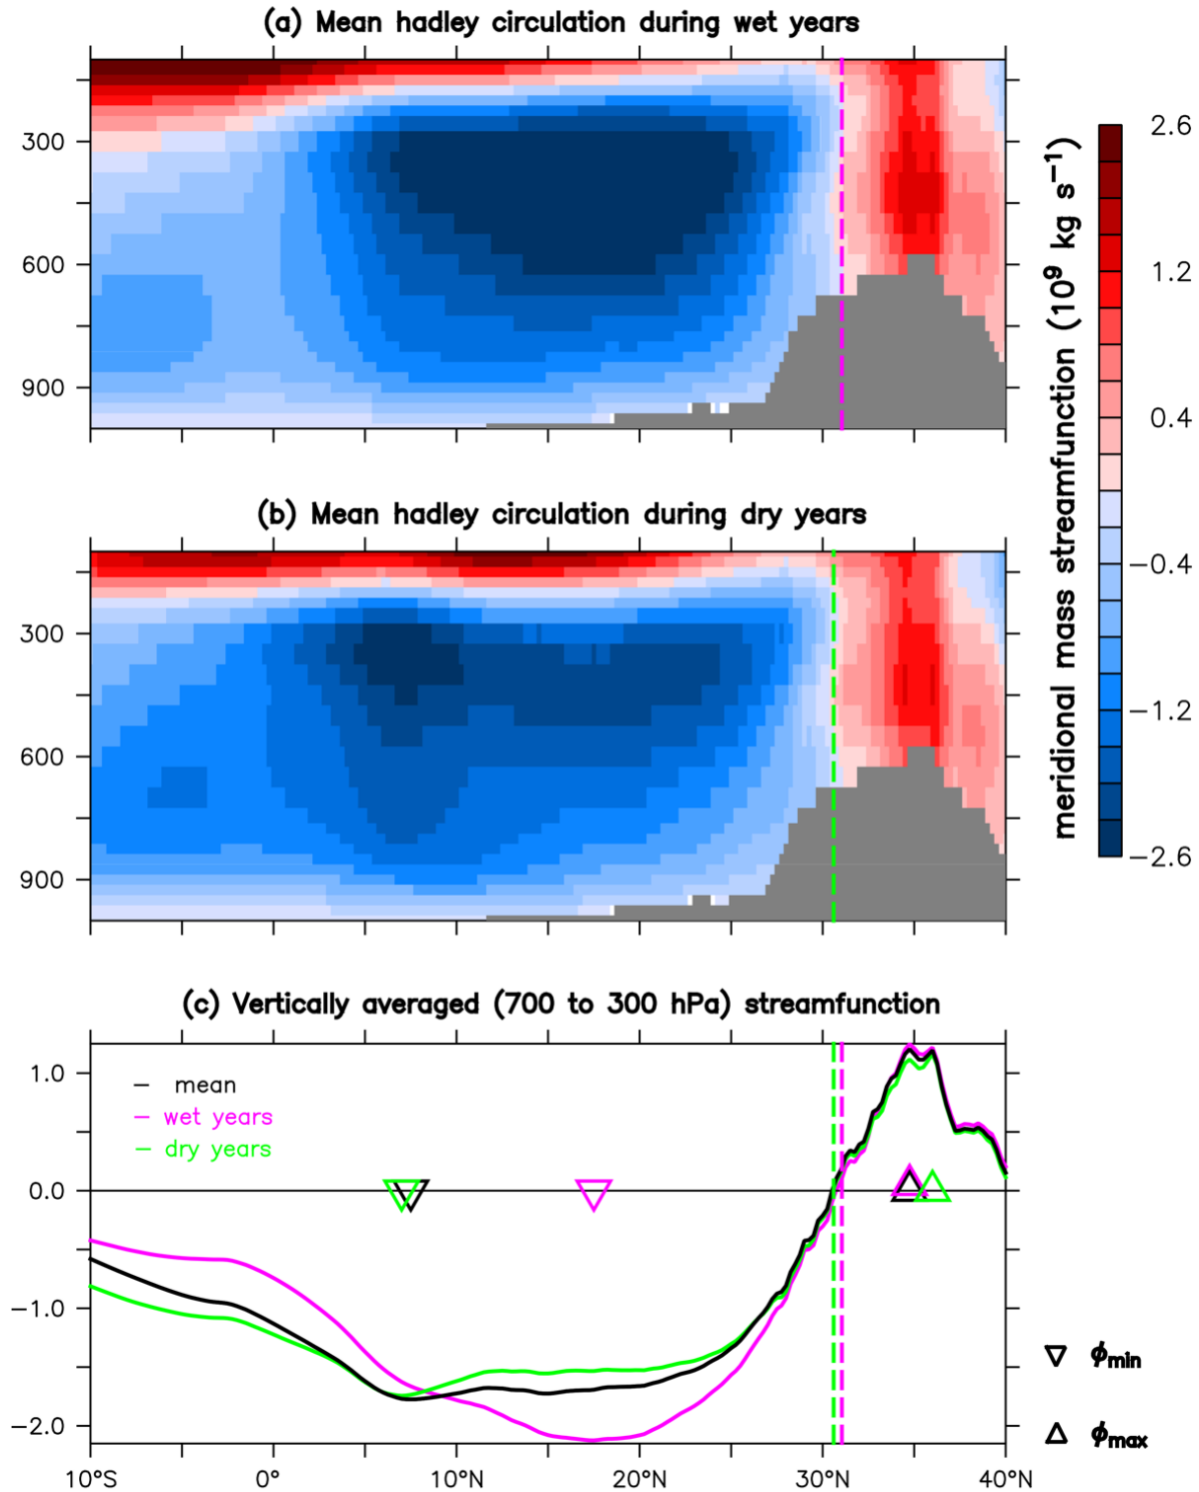 (a) Mean hadley circulation during wet years
300
600
900
(b) Mean hadley circulation during dry years
300
600
900
meridional mass streamfunction (10⁹ kg s⁻¹)
2.6
1.2
0.4
−0.4
−1.2
−2.6
(c) Vertically averaged (700 to 300 hPa) streamfunction
1.0
0.0
−1.0
−2.0
mean
wet years
dry years
ϕmin
ϕmax
10°S
0°
10°N
20°N
30°N
40°N